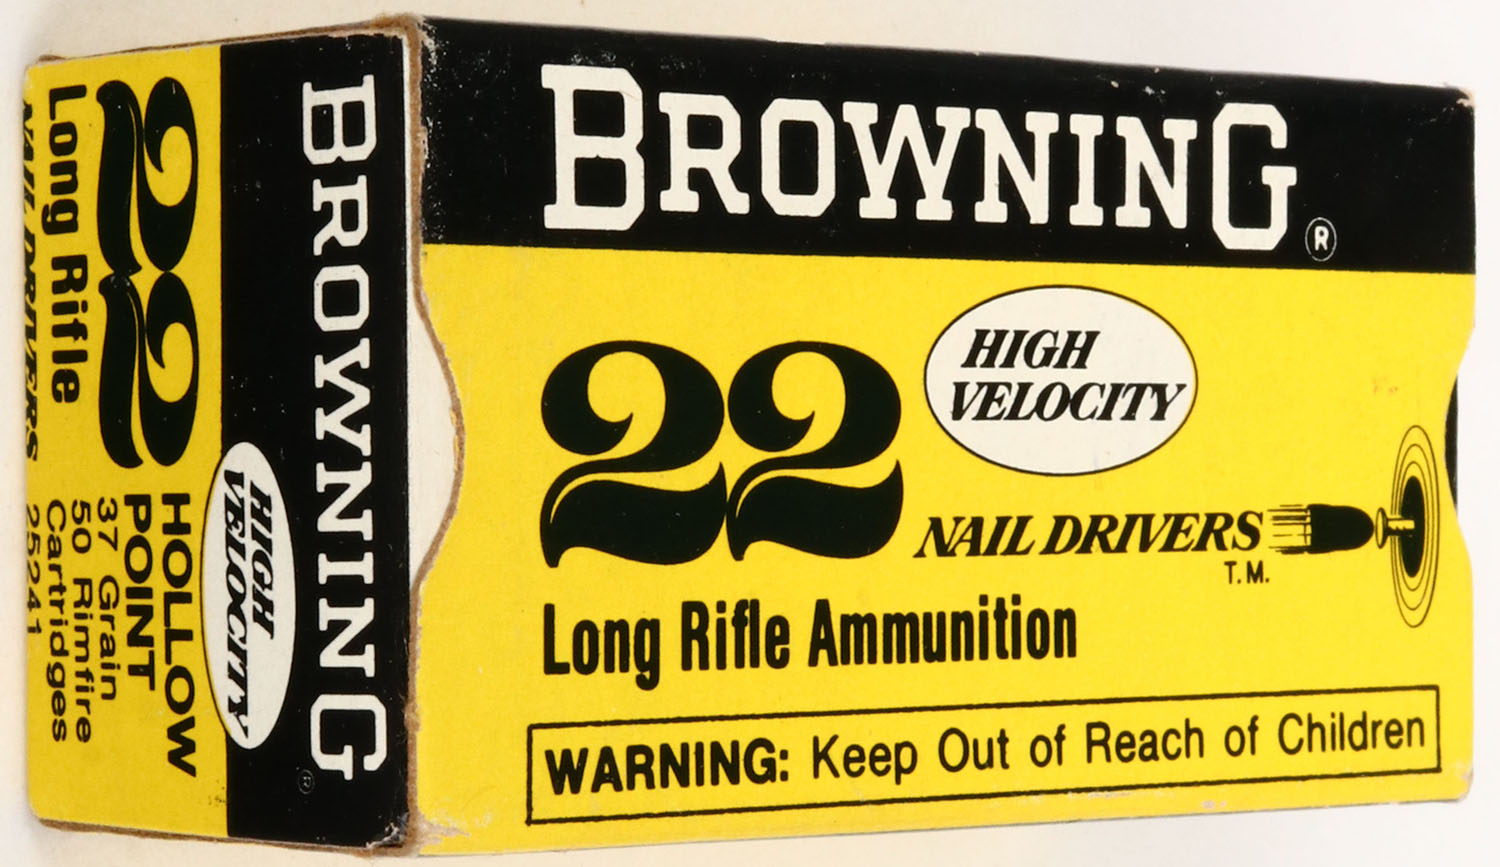 BROWNING®
HIGH
VELOCITY
22
NAIL DRIVERS
T.M.
Long Rifle Ammunition
WARNING: Keep Out of Reach of Children
BROWNING®
HIGH
VELOCITY
22
Long Rifle
NAIL DRIVERS
HOLLOW
POINT
37 Grain
50 Rimfire
Cartridges
25241